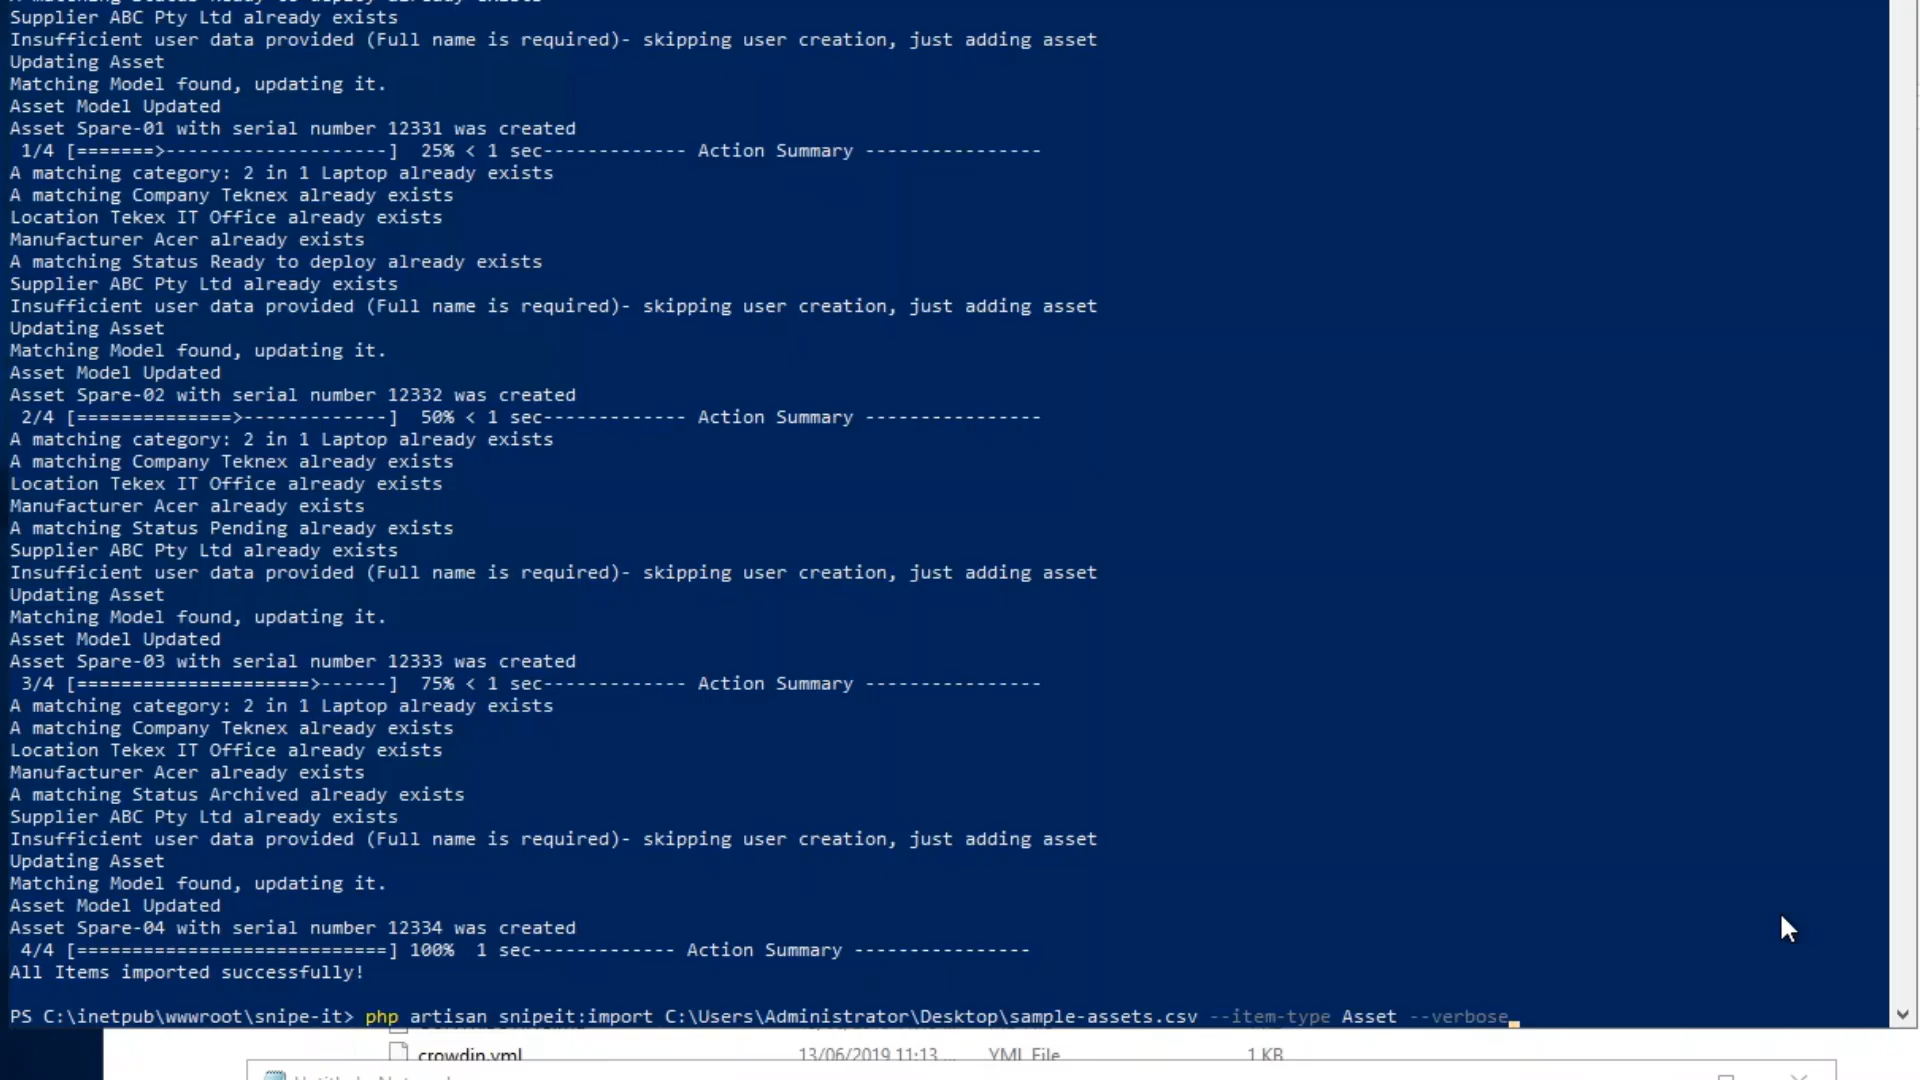 Supplier ABC Pty Ltd already exists
Insufficient user data provided (Full name is required)- skipping user creation, just adding asset
Updating Asset
Matching Model found, updating it.
Asset Model Updated
Asset Spare-01 with serial number 12331 was created
1/4 [=======>--------------------]  25% < 1 sec------------- Action Summary ----------------
A matching category: 2 in 1 Laptop already exists
A matching Company Teknex already exists
Location Tekex IT Office already exists
Manufacturer Acer already exists
A matching Status Ready to deploy already exists
Supplier ABC Pty Ltd already exists
Insufficient user data provided (Full name is required)- skipping user creation, just adding asset
Updating Asset
Matching Model found, updating it.
Asset Model Updated
Asset Spare-02 with serial number 12332 was created
2/4 [==============>-------------]  50% < 1 sec------------- Action Summary ----------------
A matching category: 2 in 1 Laptop already exists
A matching Company Teknex already exists
Location Tekex IT Office already exists
Manufacturer Acer already exists
A matching Status Pending already exists
Supplier ABC Pty Ltd already exists
Insufficient user data provided (Full name is required)- skipping user creation, just adding asset
Updating Asset
Matching Model found, updating it.
Asset Model Updated
Asset Spare-03 with serial number 12333 was created
3/4 [=====================>------]  75% < 1 sec------------- Action Summary ----------------
A matching category: 2 in 1 Laptop already exists
A matching Company Teknex already exists
Location Tekex IT Office already exists
Manufacturer Acer already exists
A matching Status Archived already exists
Supplier ABC Pty Ltd already exists
Insufficient user data provided (Full name is required)- skipping user creation, just adding asset
Updating Asset
Matching Model found, updating it.
Asset Model Updated
Asset Spare-04 with serial number 12334 was created
4/4 [============================] 100%  1 sec------------- Action Summary ----------------
All Items imported successfully!
PS C:\inetpub\wwwroot\snipe-it> php artisan snipeit:import C:\Users\Administrator\Desktop\sample-assets.csv --item-type Asset --verbose
crowdin.yml 13/06/2019 11:13 ... YML File 1 KB